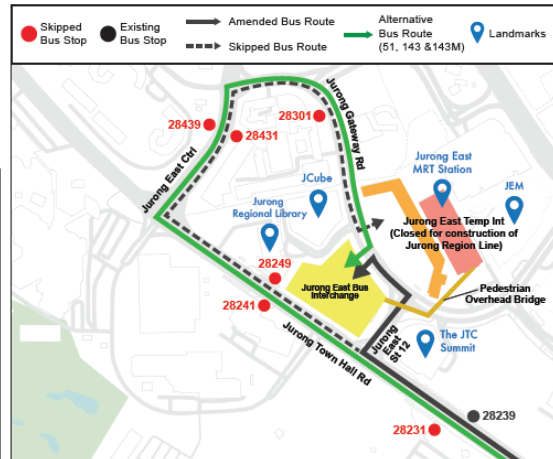 Skipped
Bus Stop
Existing
Bus Stop
Amended Bus Route
Skipped Bus Route
Alternative
Bus Route
(51, 143 &143M)
Landmarks
28439
28431
28301
Jurong Gateway Rd
Jurong East Ctrl
Jurong East
MRT Station
JCube
JEM
Jurong
Regional Library
Jurong East Temp Int
(Closed for construction of
Jurong Region Line)
28249
Jurong East Bus
Interchange
Pedestrian
Overhead Bridge
28241
Jurong Town Hall Rd
Jurong
East
St 12
The JTC
Summit
28239
28231